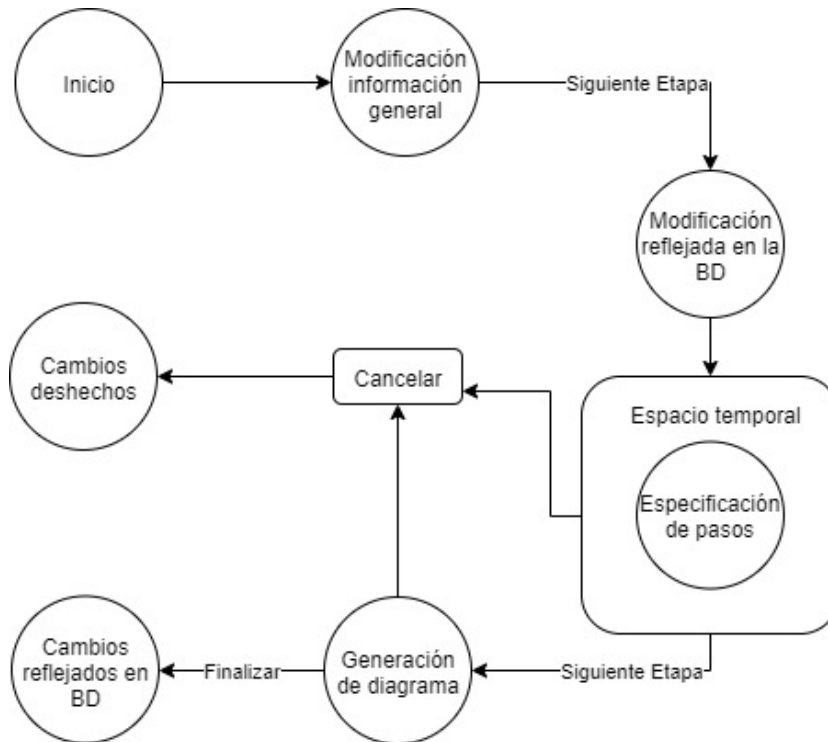 Inicio
Modificación
información
general
Siguiente Etapa
Modificación
reflejada en la
BD
Cambios
deshechos
Cancelar
Espacio temporal
Especificación
de pasos
Cambios
reflejados en
BD
Finalizar
Generación
de diagrama
Siguiente Etapa